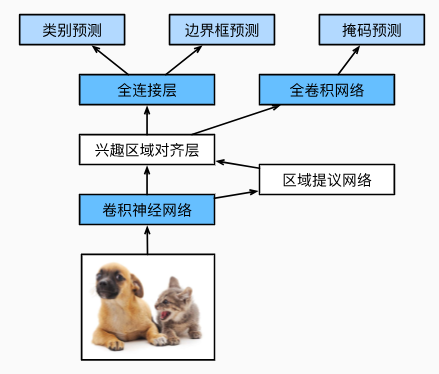 类别预测
边界框预测
掩码预测
全连接层
全卷积网络
兴趣区域对齐层
区域提议网络
卷积神经网络